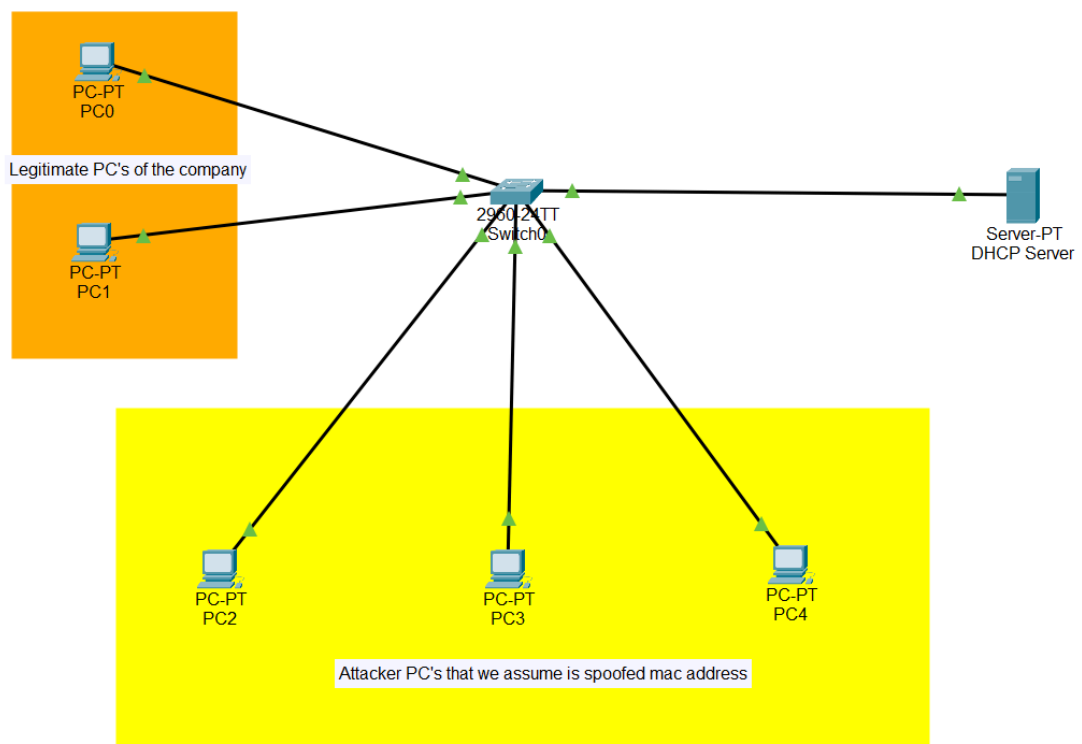 PC-PT
PC0
Legitimate PC's of the company
PC-PT
PC1
2960-24TT
Switch0
Server-PT
DHCP Server
PC-PT
PC2
PC-PT
PC3
PC-PT
PC4
Attacker PC's that we assume is spoofed mac address